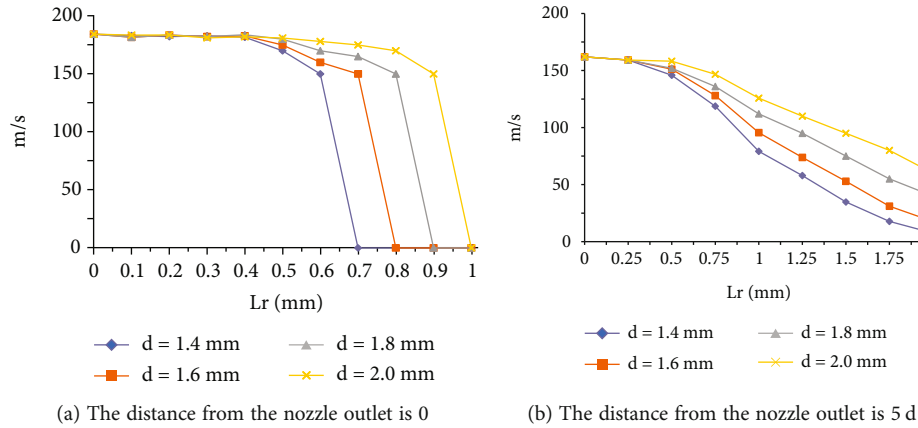 200
150
100
50
0
m/s
0 0.1 0.2 0.3 0.4 0.5 0.6 0.7 0.8 0.9 1
Lr (mm)
d = 1.4 mm d = 1.8 mm
d = 1.6 mm d = 2.0 mm
(a) The distance from the nozzle outlet is 0
200
150
100
50
0
m/s
0 0.25 0.5 0.75 1 1.25 1.5 1.75
Lr (mm)
d = 1.4 mm d = 1.8 mm
d = 1.6 mm d = 2.0 mm
(b) The distance from the nozzle outlet is 5 d